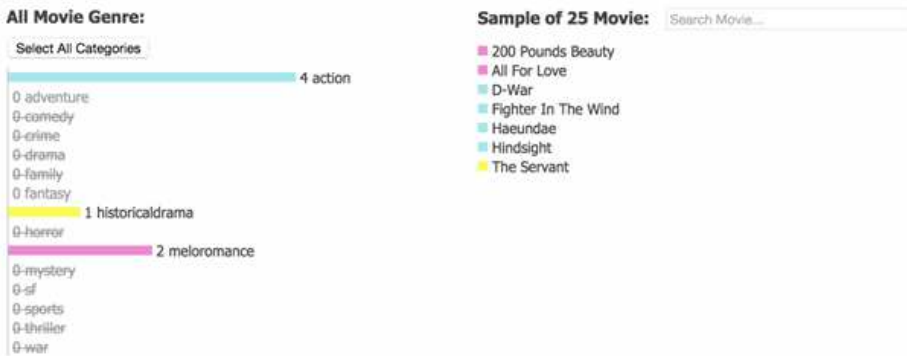 All Movie Genre:
Select All Categories
4 action
0 adventure
0 comedy
0 crime
0 drama
0 family
0 fantasy
1 historicaldrama
0 horror
2 meloromance
0 mystery
0 sf
0 sports
0 thriller
0 war
Sample of 25 Movie:
Search Movie...
200 Pounds Beauty
All For Love
D-War
Fighter In The Wind
Haeundae
Hindsight
The Servant